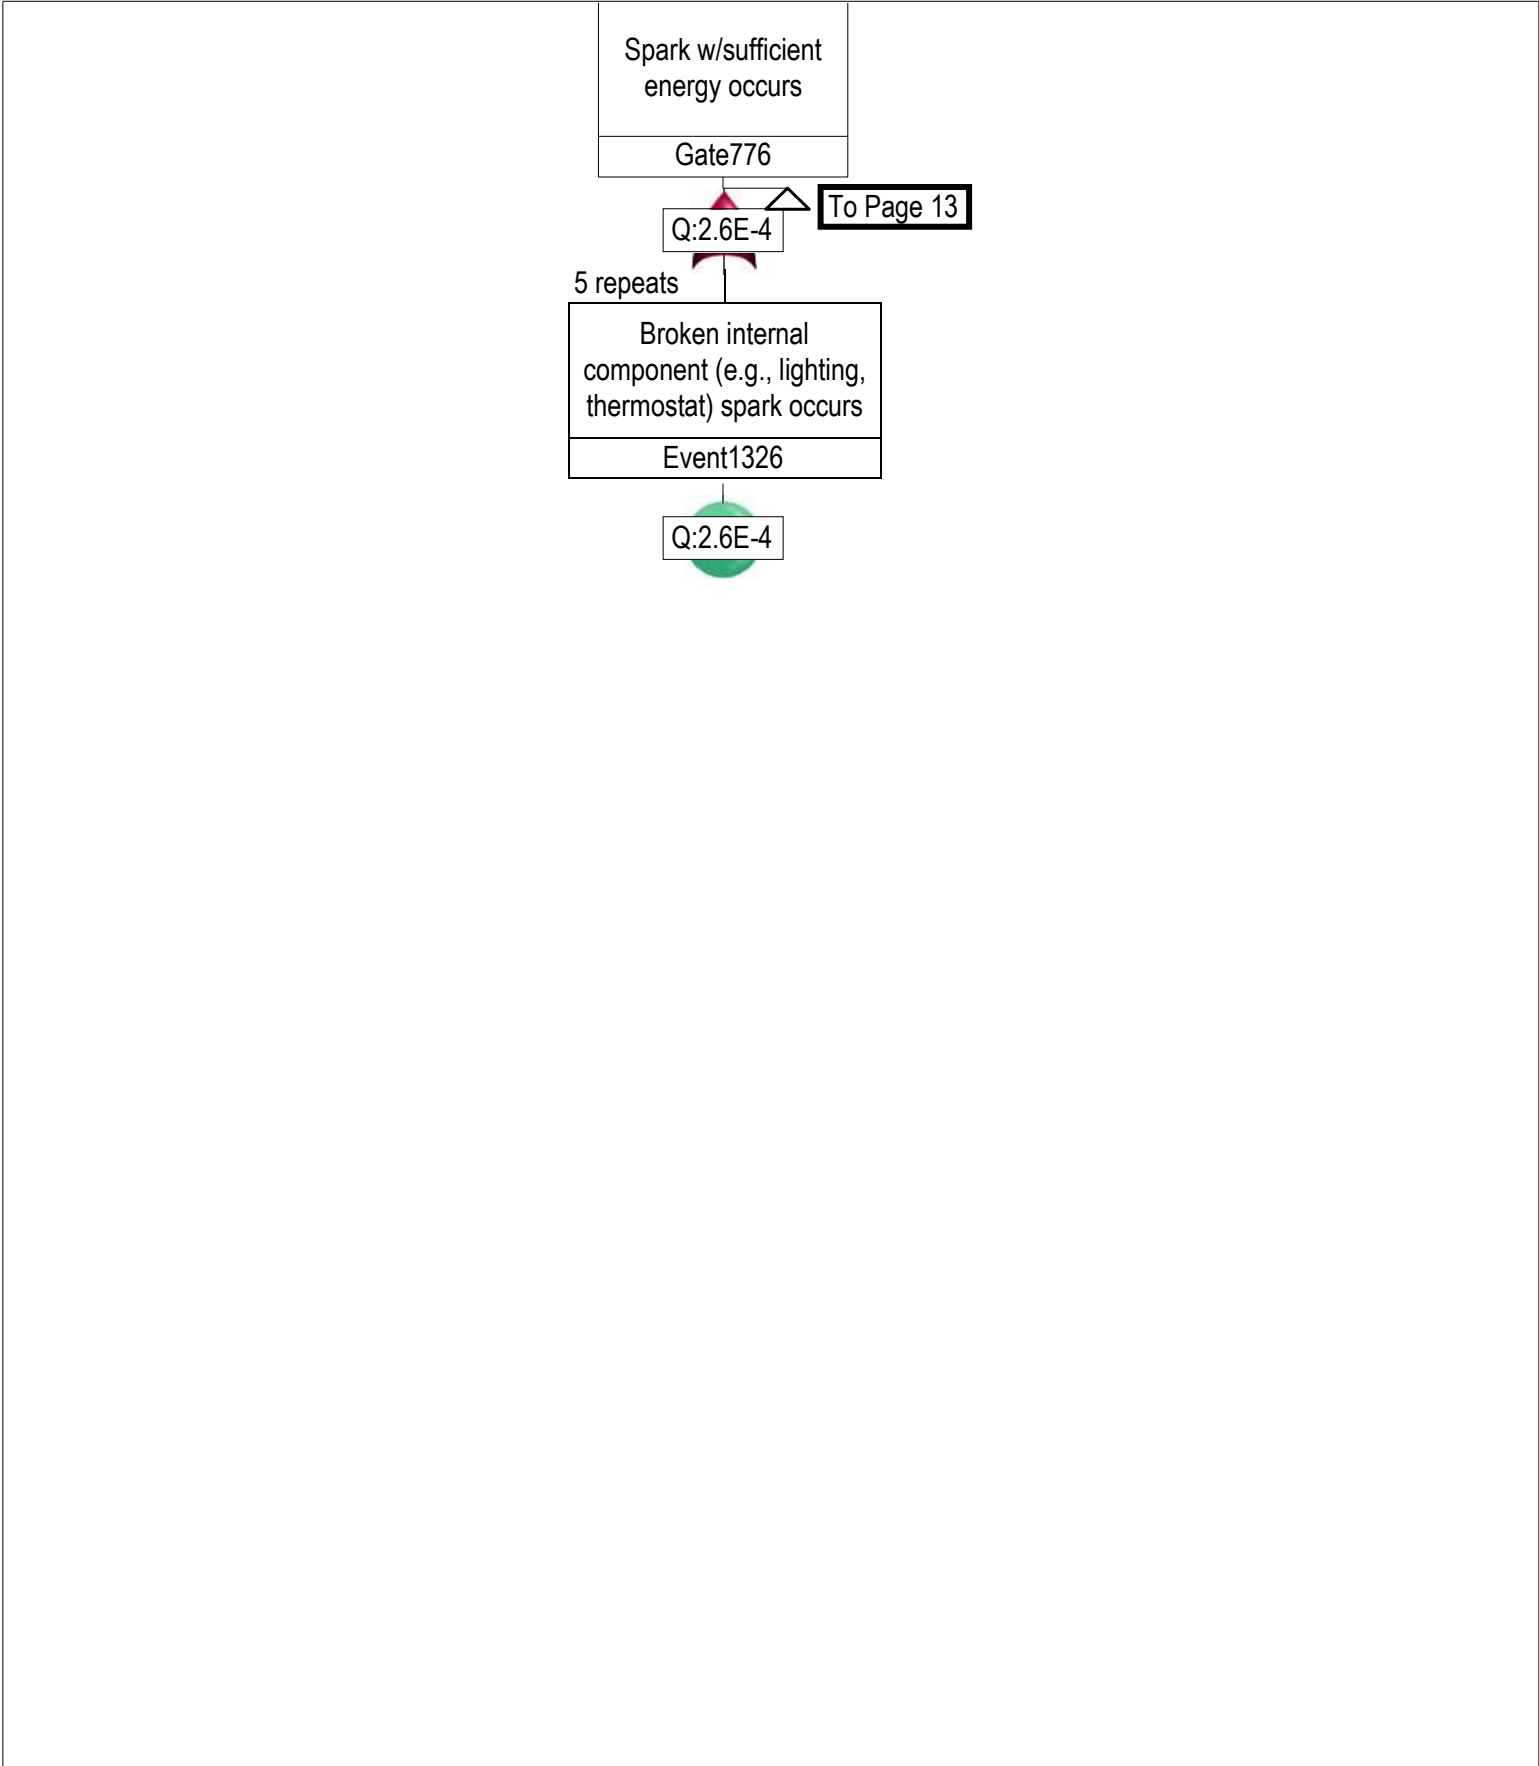 Spark w/sufficient
energy occurs
Gate776
To Page 13
Q:2.6E-4
5 repeats
Broken internal
component (e.g., lighting,
thermostat) spark occurs
Event1326
Q:2.6E-4